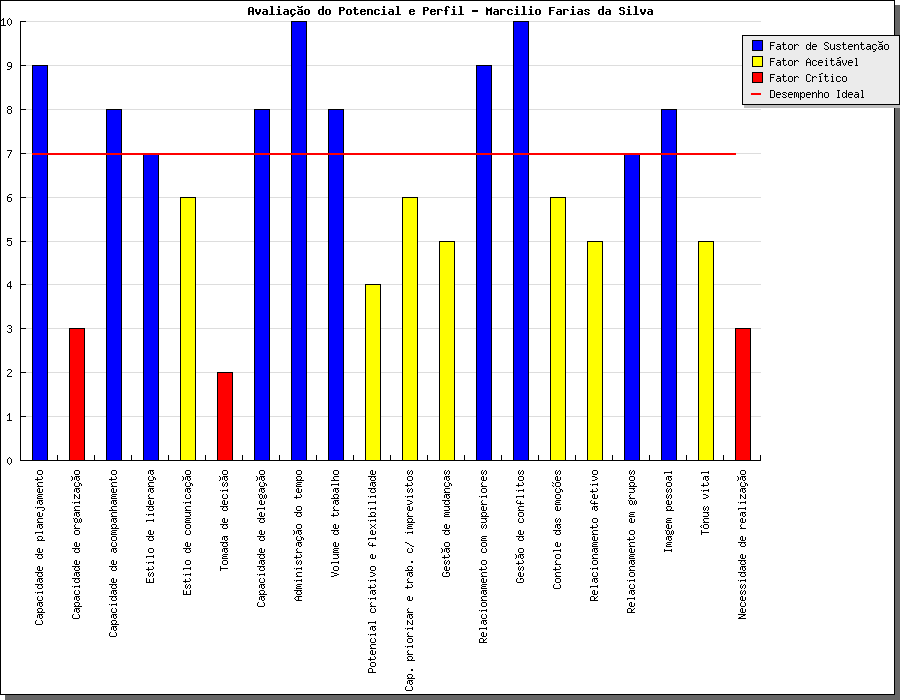 Avaliação do Potencial e Perfil - Marcilio Farias da Silva
Fator de Sustentação
Fator Aceitável
Fator Crítico
Desempenho Ideal
10
9
8
7
6
5
4
3
2
1
0
Capacidade de planejamento
Capacidade de organização
Capacidade de acompanhamento
Estilo de liderança
Estilo de comunicação
Tomada de decisão
Capacidade de delegação
Administração do tempo
Volume de trabalho
Potencial criativo e flexibilidade
Cap. priorizar e trab. c/ imprevistos
Gestão de mudanças
Relacionamento com superiores
Gestão de conflitos
Controle das emoções
Relacionamento afetivo
Relacionamento em grupos
Imagem pessoal
Tônus vital
Necessidade de realização